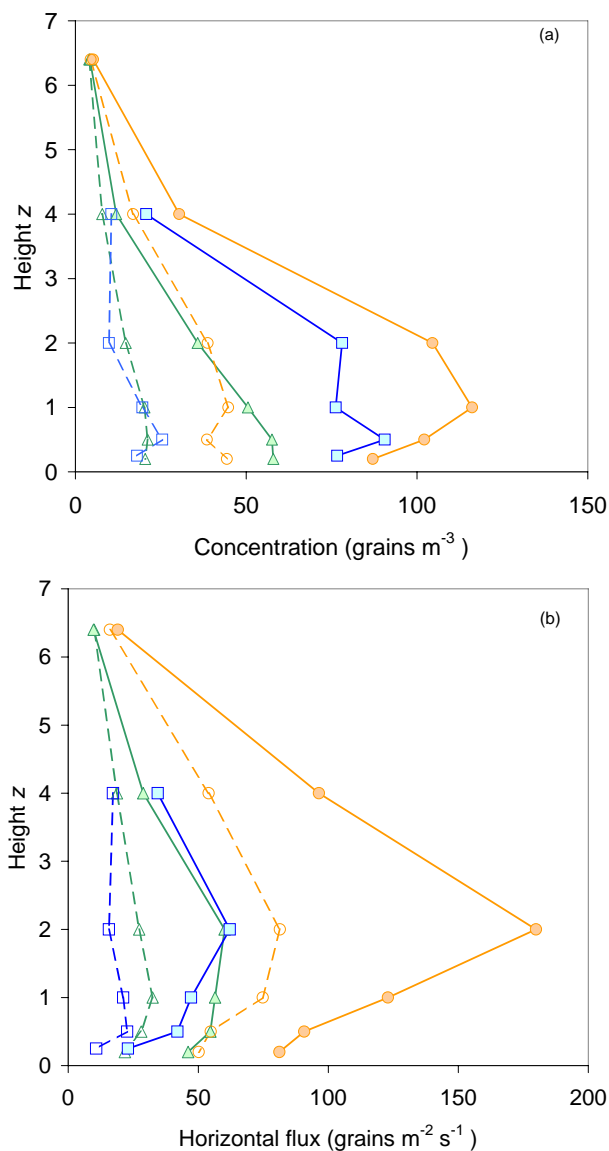 7
(a)
6
5
4
3
2
1
0
Height z
0 50 100 150
Concentration (grains m⁻³ )
7
(b)
6
5
4
3
2
1
0
Height z
0 50 100 150 200
Horizontal flux (grains m⁻² s⁻¹ )